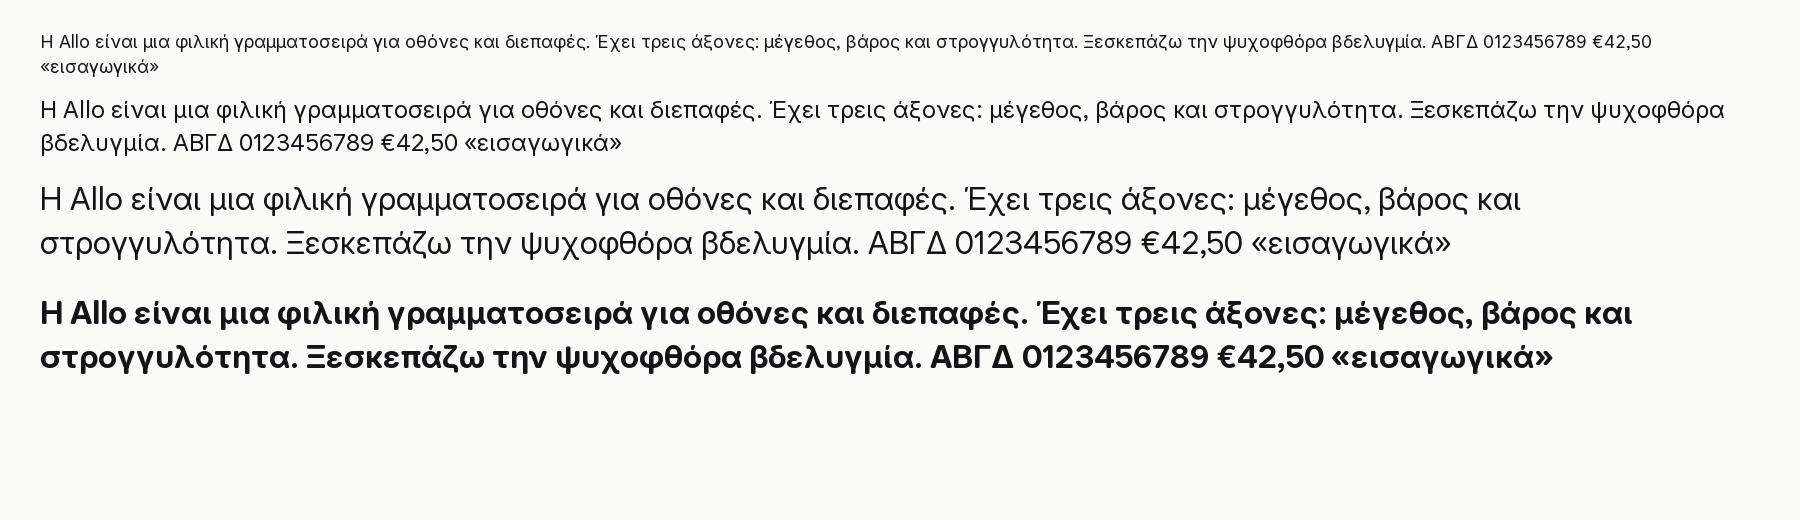 Η Allo είναι μια φιλική γραμματοσειρά για οθόνες και διεπαφές. Έχει τρεις άξονες: μέγεθος, βάρος και στρογγυλότητα. Ξεσκεπάζω την ψυχοφθόρα βδελυγμία. ΑΒΓΔ 0123456789 €42,50
«εισαγωγικά»
Η Allo είναι μια φιλική γραμματοσειρά για οθόνες και διεπαφές. Έχει τρεις άξονες: μέγεθος, βάρος και στρογγυλότητα. Ξεσκεπάζω την ψυχοφθόρα
βδελυγμία. ΑΒΓΔ 0123456789 €42,50 «εισαγωγικά»
Η Allo είναι μια φιλική γραμματοσειρά για οθόνες και διεπαφές. Έχει τρεις άξονες: μέγεθος, βάρος και
στρογγυλότητα. Ξεσκεπάζω την ψυχοφθόρα βδελυγμία. ΑΒΓΔ 0123456789 €42,50 «εισαγωγικά»
Η Allo είναι μια φιλική γραμματοσειρά για οθόνες και διεπαφές. Έχει τρεις άξονες: μέγεθος, βάρος και
στρογγυλότητα. Ξεσκεπάζω την ψυχοφθόρα βδελυγμία. ΑΒΓΔ 0123456789 €42,50 «εισαγωγικά»